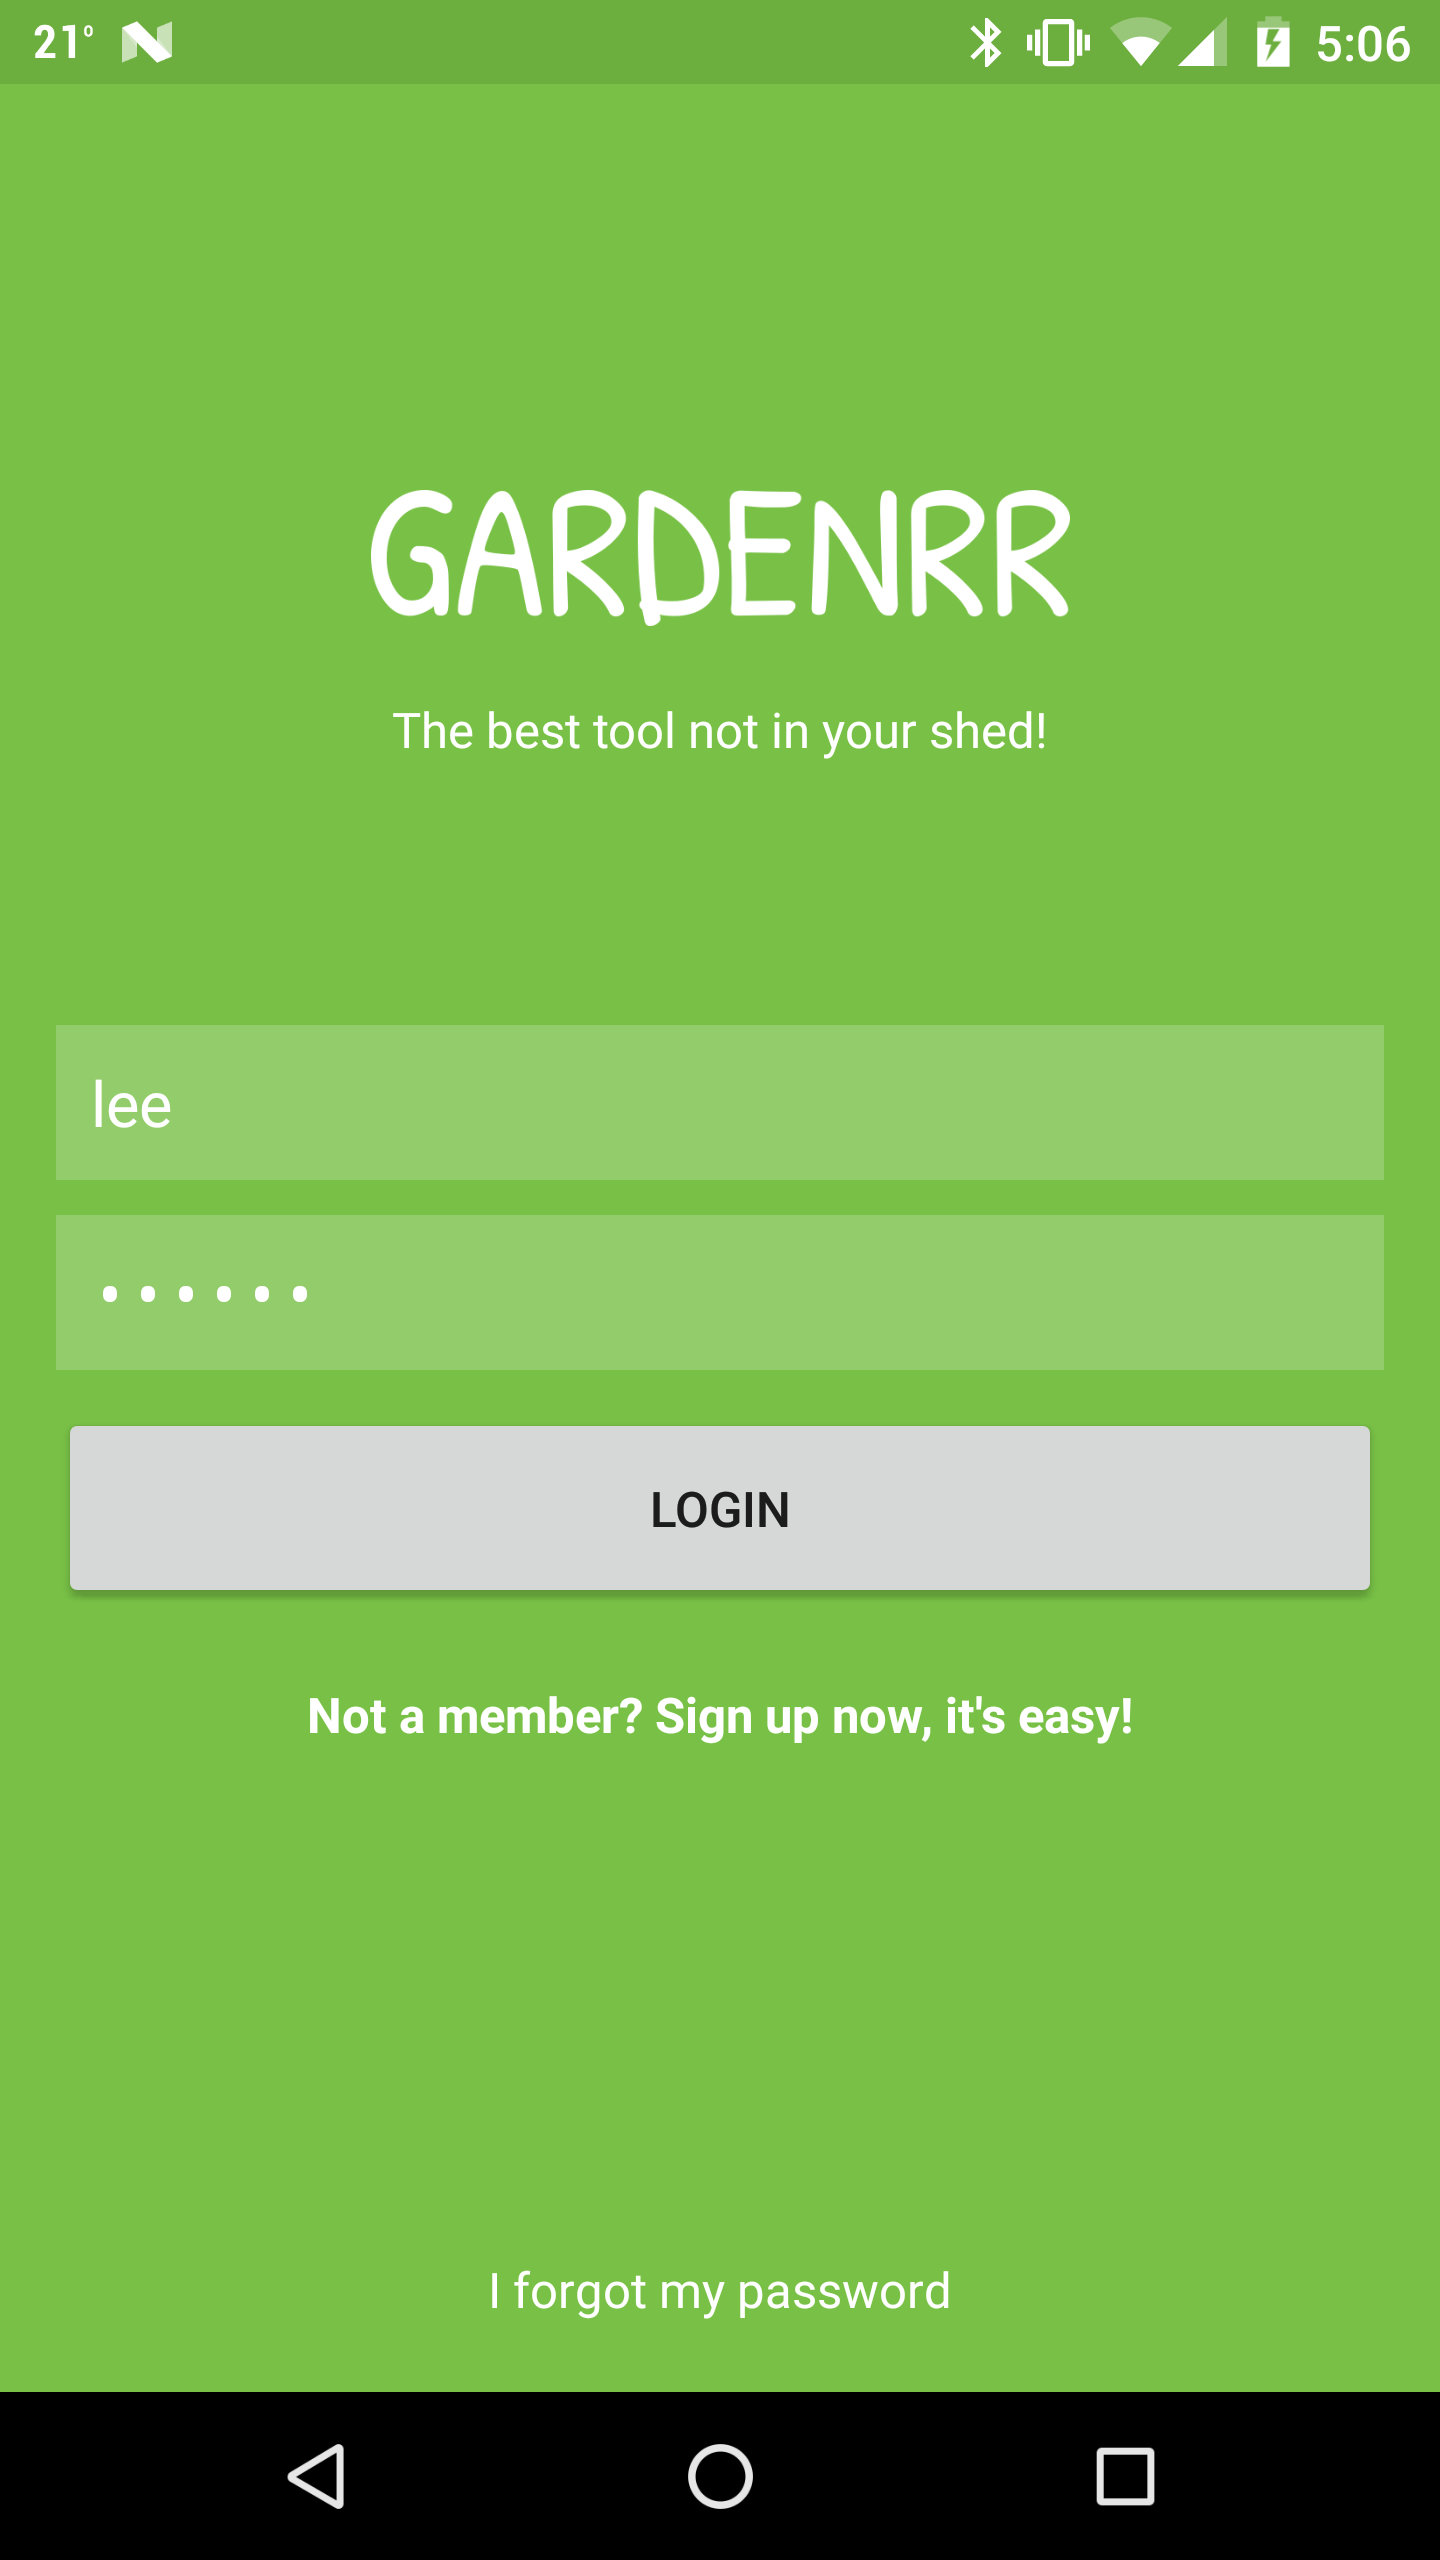 21° 5:06
GARDENRR
The best tool not in your shed!
lee
••••••
LOGIN
Not a member? Sign up now, it's easy!
I forgot my password